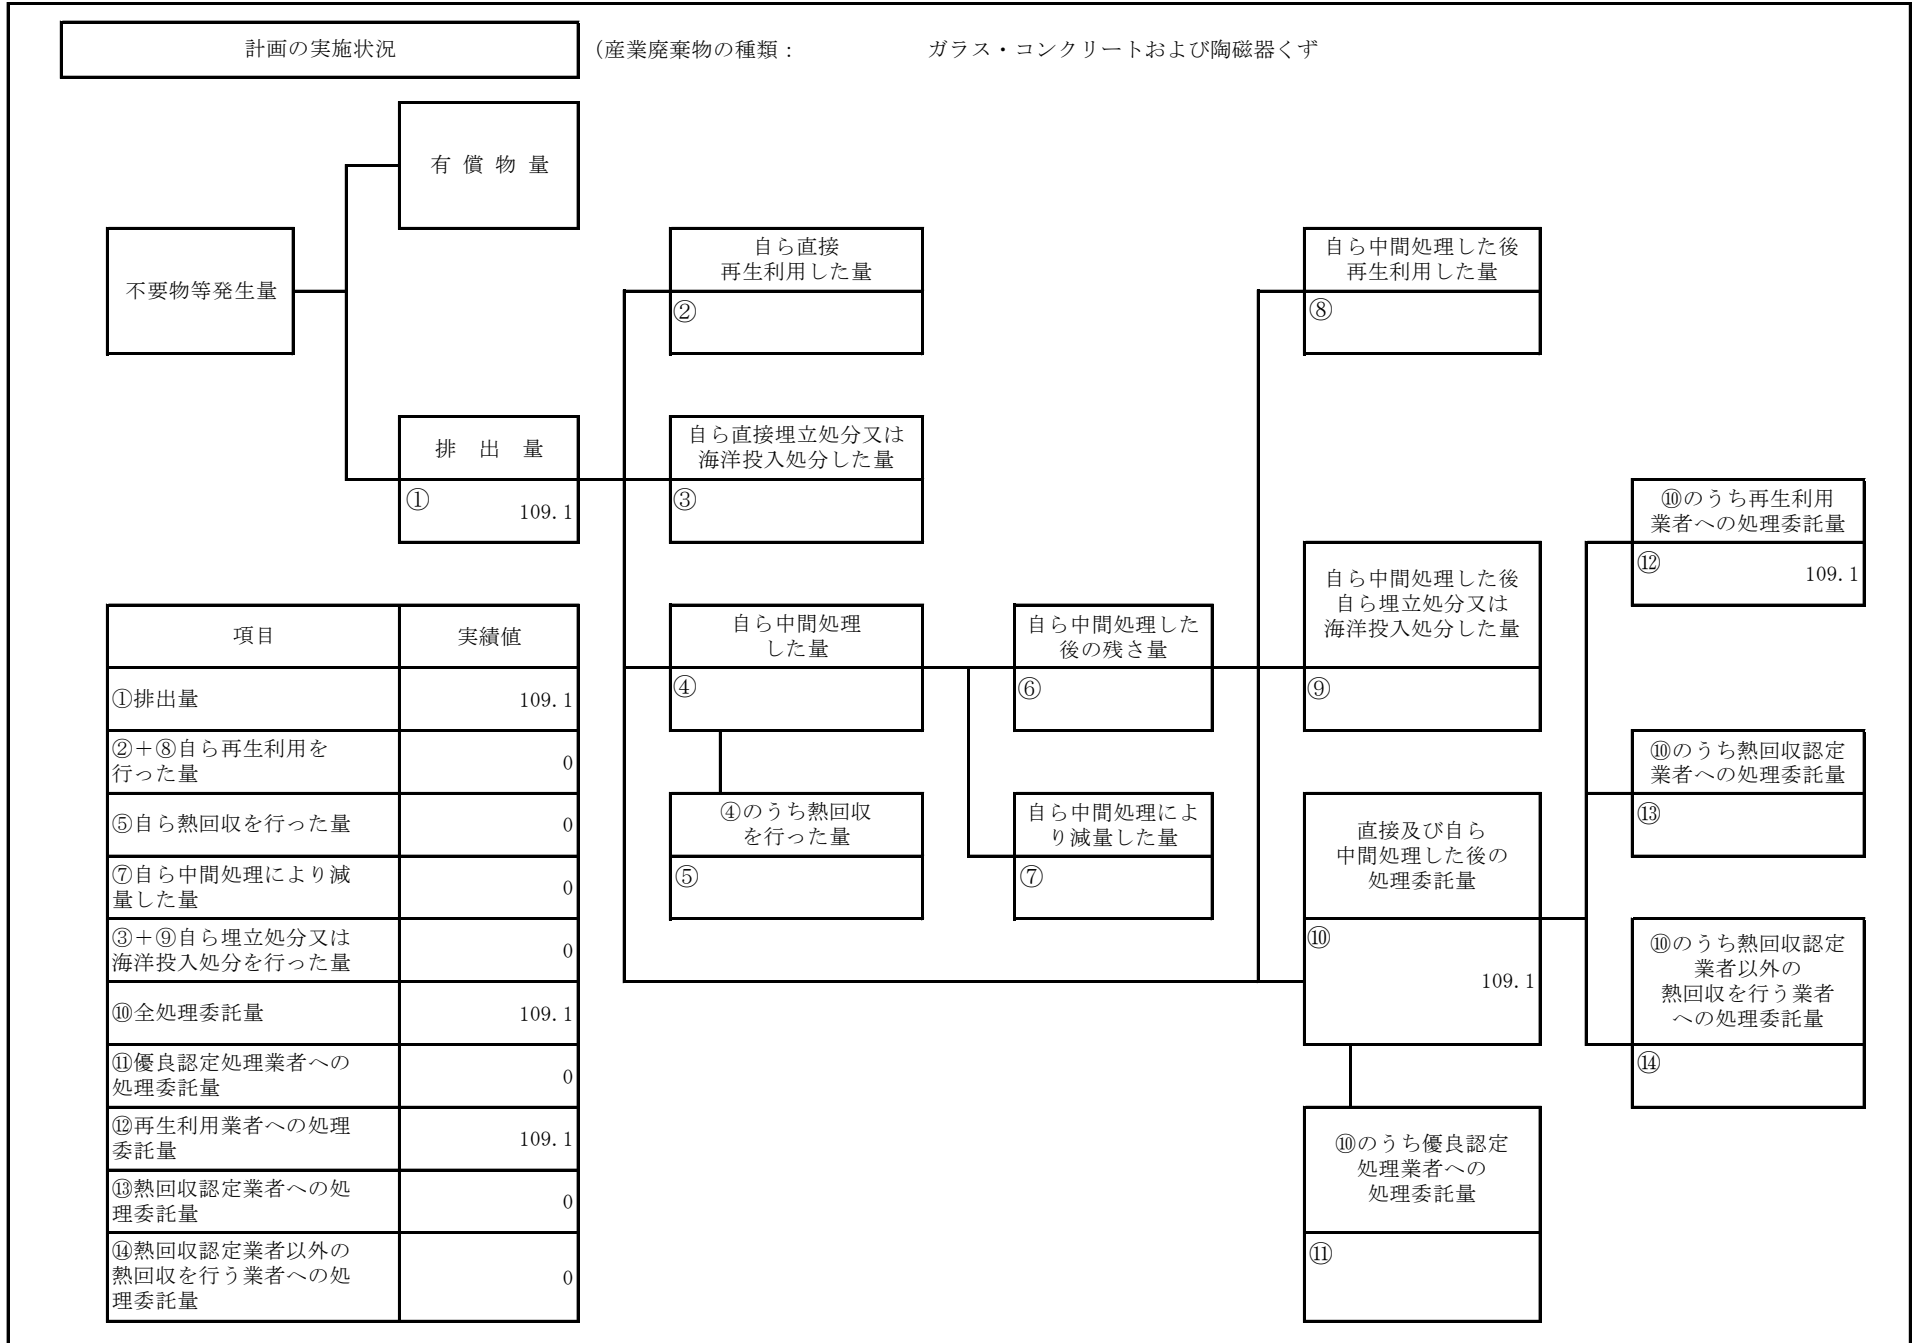 計画の実施状況
（産業廃棄物の種類： ガラス・コンクリートおよび陶磁器くず
有 償 物 量
不要物等発生量
自ら直接
再生利用した量
②
自ら中間処理した後
再生利用した量
⑧
排 出 量
① 109.1
自ら直接埋立処分又は
海洋投入処分した量
③
⑩のうち再生利用
業者への処理委託量
⑫ 109.1
自ら中間処理した後
自ら埋立処分又は
海洋投入処分した量
⑨
自ら中間処理
した量
④
自ら中間処理した
後の残さ量
⑥
④のうち熱回収
を行った量
⑤
自ら中間処理によ
り減量した量
⑦
⑩のうち熱回収認定
業者への処理委託量
⑬
直接及び自ら
中間処理した後の
処理委託量
⑩
109.1
⑩のうち熱回収認定
業者以外の
熱回収を行う業者
への処理委託量
⑭
⑩のうち優良認定
処理業者への
処理委託量
⑪
項目 実績値
①排出量 109.1
②＋⑧自ら再生利用を
行った量 0
⑤自ら熱回収を行った量 0
⑦自ら中間処理により減
量した量 0
③＋⑨自ら埋立処分又は
海洋投入処分を行った量 0
⑩全処理委託量 109.1
⑪優良認定処理業者への
処理委託量 0
⑫再生利用業者への処理
委託量 109.1
⑬熱回収認定業者への処
理委託量 0
⑭熱回収認定業者以外の
熱回収を行う業者への処
理委託量 0